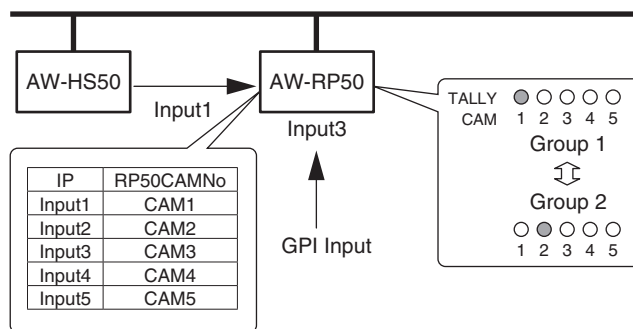 AW-HS50
AW-RP50
Input1
Input3
GPI Input
IP RP50CAMNo
Input1 CAM1
Input2 CAM2
Input3 CAM3
Input4 CAM4
Input5 CAM5
TALLY
CAM 1 2 3 4 5
Group 1
Group 2
1 2 3 4 5